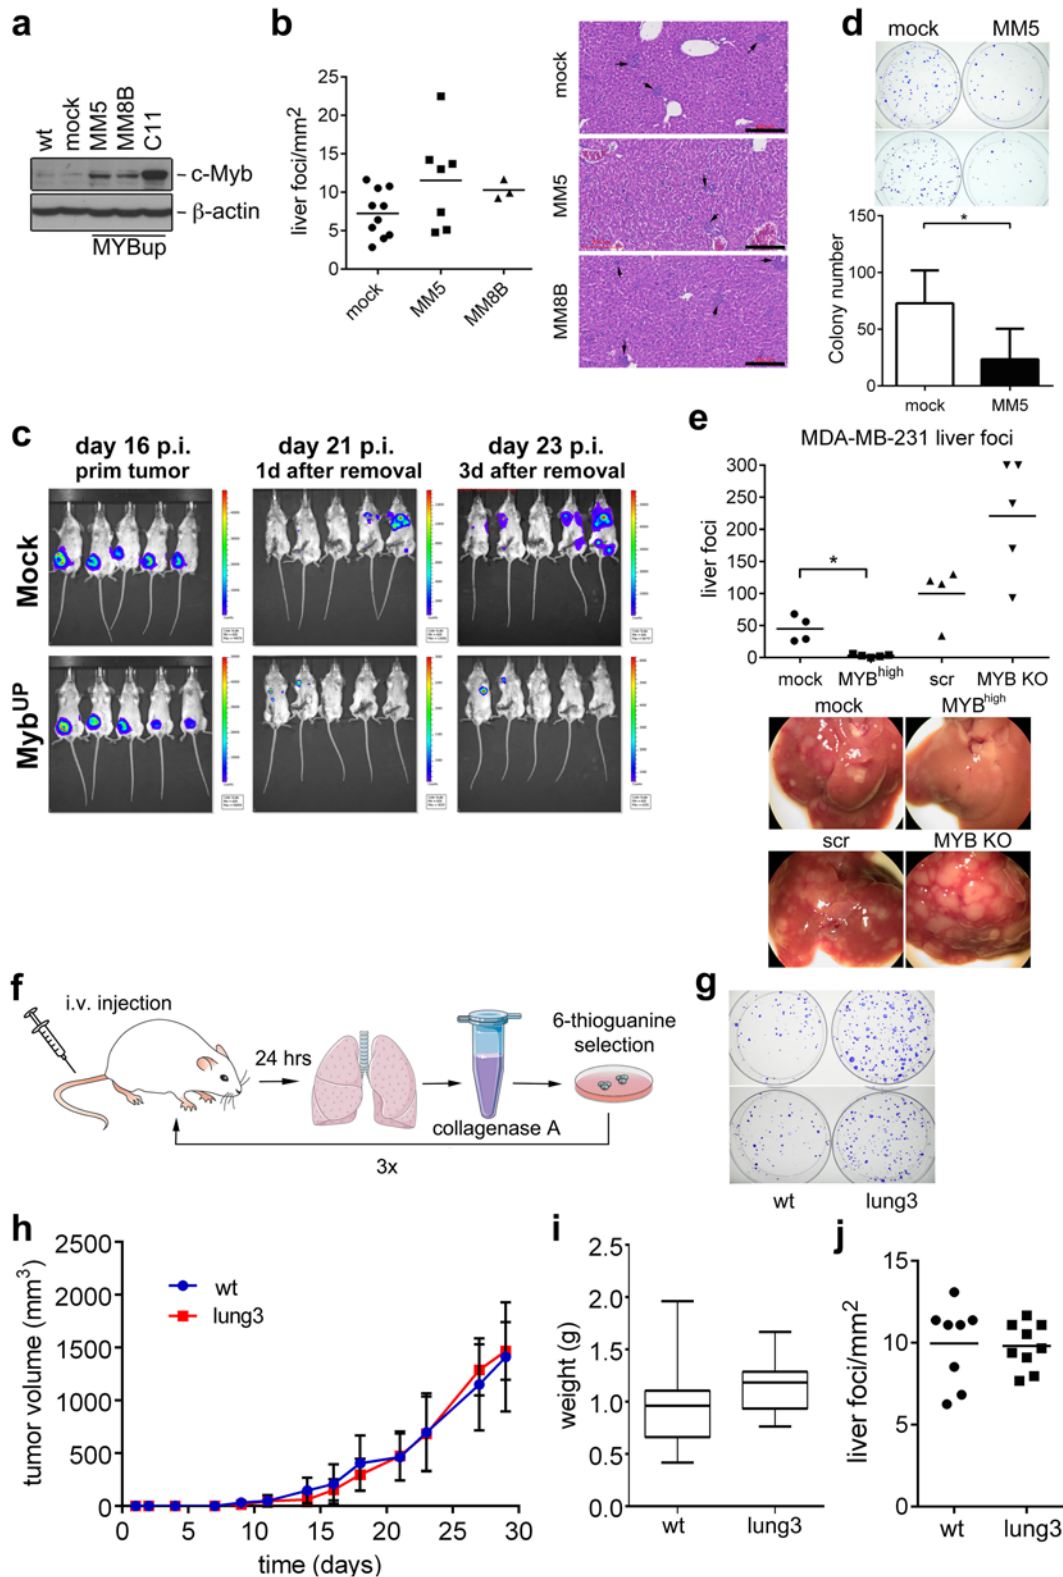 a
wt
mock
MM5
MM8B
C11
c-Myb
β-actin
MYBup
b
liver foci/mm2
25
20
15
10
5
0
mock
MM5
MM8B
mock
MM5
MM8B
d
mock MM5
Colony number
150
100
50
0
*
mock MM5
c
day 16 p.i.
prim tumor
day 21 p.i.
1d after removal
day 23 p.i.
3d after removal
Mock
MybUP
e
MDA-MB-231 liver foci
liver foci
300
250
200
150
100
50
0
*
mock MYBhigh scr MYB KO
mock MYBhigh
scr MYB KO
f
i.v. injection
24 hrs
collagenase A
6-thioguanine
selection
3x
g
wt lung3
h
tumor volume (mm3)
2500
2000
1500
1000
500
0
wt
lung3
0 5 10 15 20 25 30
time (days)
i
weight (g)
2.5
2.0
1.5
1.0
0.5
0.0
wt lung3
j
liver foci/mm2
15
10
5
0
wt lung3